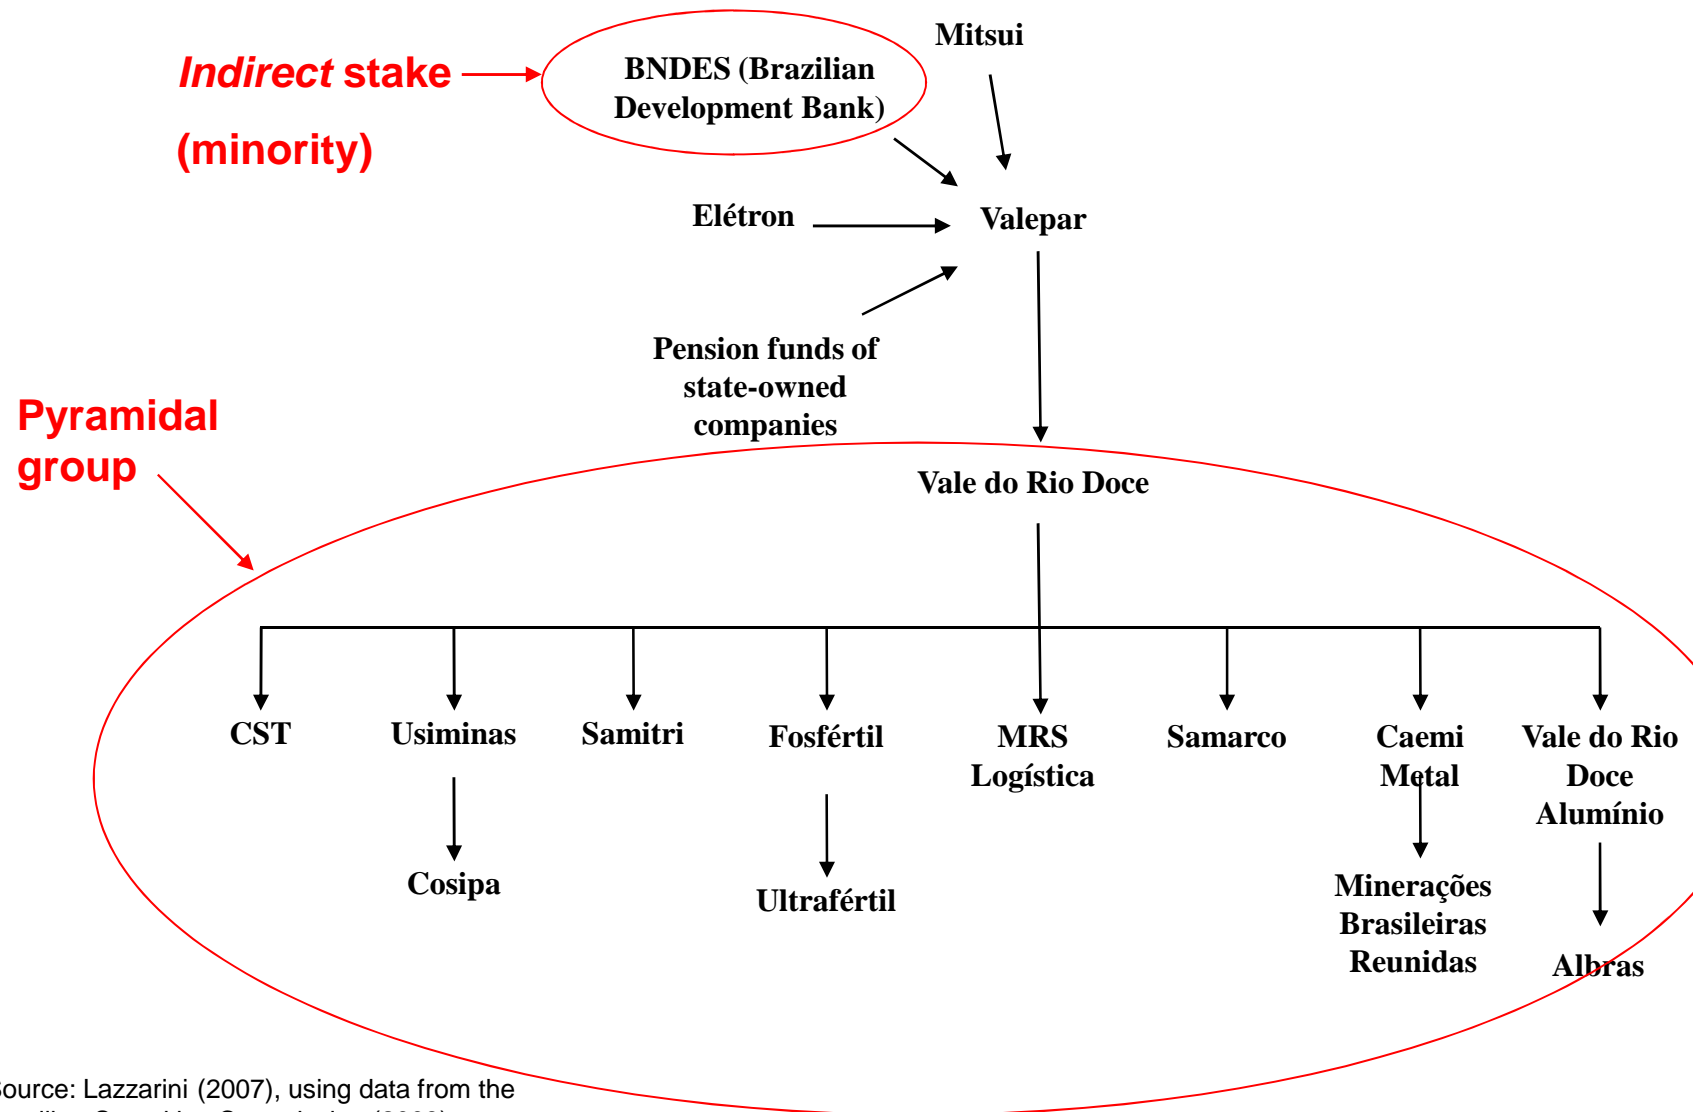 Mitsui
Indirect stake
(minority)
BNDES (Brazilian
Development Bank)
Elétron
Valepar
Pension funds of
state-owned
companies
Pyramidal
group
Vale do Rio Doce
CST
Usiminas
Samitri
Fosfértil
MRS
Logística
Samarco
Caemi
Metal
Vale do Rio
Doce
Alumínio
Cosipa
Ultrafértil
Minerações
Brasileiras
Reunidas
Albras
Source: Lazzarini (2007), using data from the